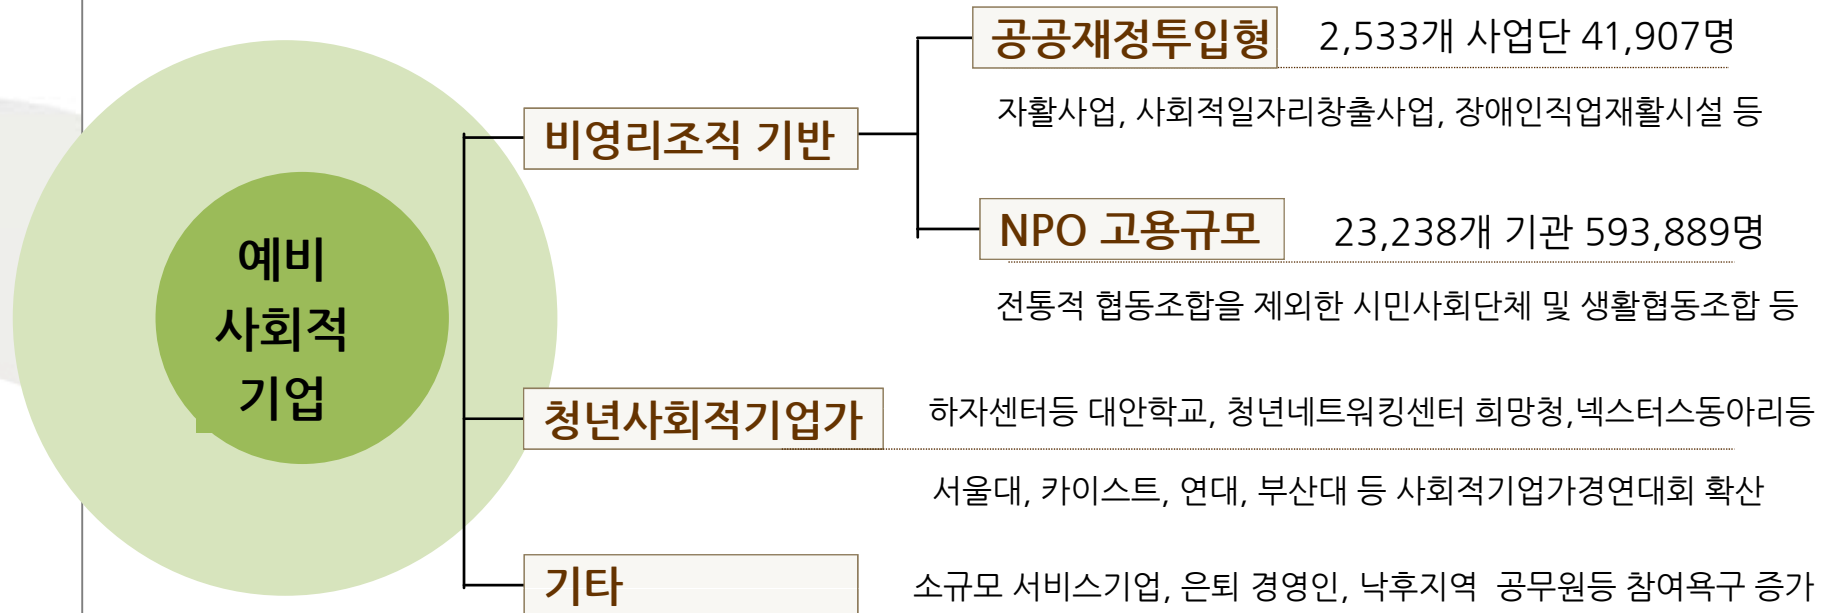 예비
사회적
기업
비영리조직 기반
공공재정투입형 2,533개 사업단 41,907명
자활사업, 사회적일자리창출사업, 장애인직업재활시설 등
NPO 고용규모 23,238개 기관 593,889명
전통적 협동조합을 제외한 시민사회단체 및 생활협동조합 등
청년사회적기업가 하자센터등 대안학교, 청년네트워킹센터 희망청,넥스터스동아리등
서울대, 카이스트, 연대, 부산대 등 사회적기업가경연대회 확산
기타 소규모 서비스기업, 은퇴 경영인, 낙후지역 공무원등 참여욕구 증가